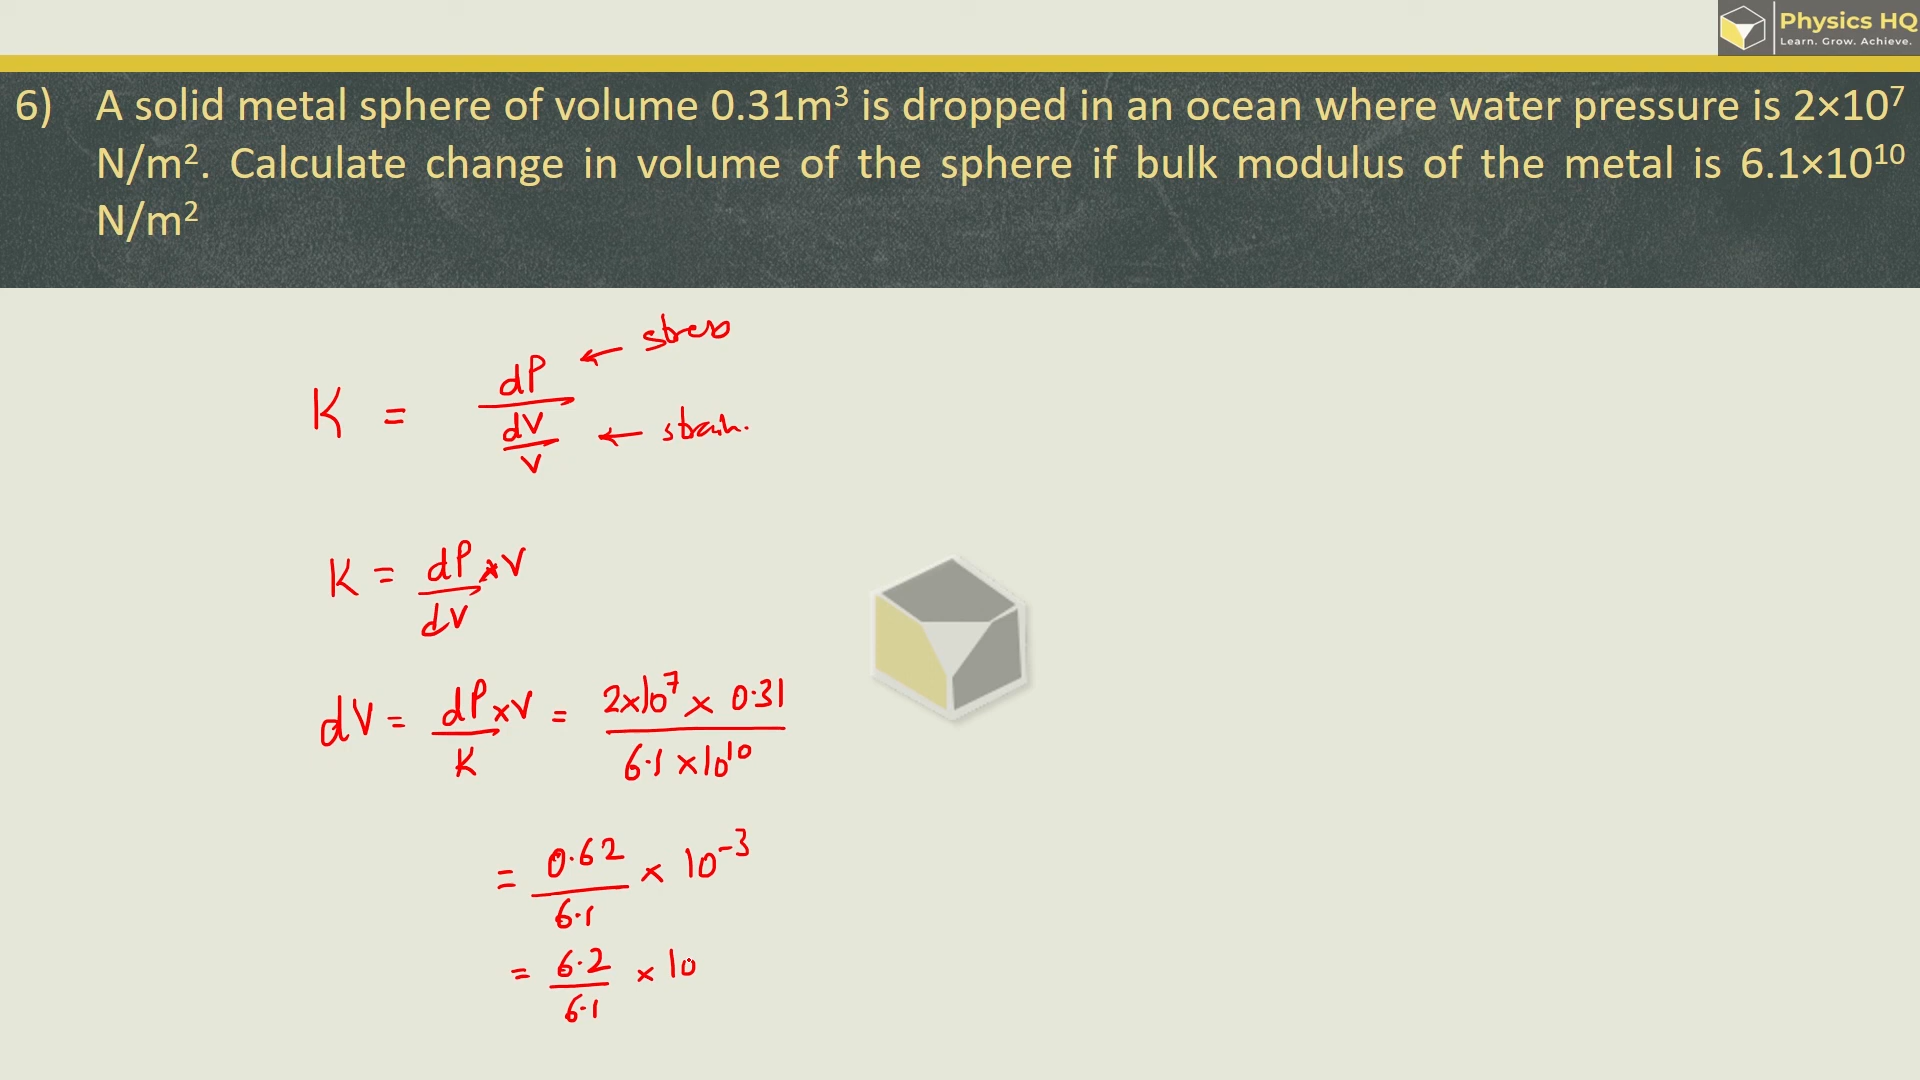 Physics HQ
Learn. Grow. Achieve.
6) A solid metal sphere of volume 0.31m³ is dropped in an ocean where water pressure is 2×10⁷
N/m². Calculate change in volume of the sphere if bulk modulus of the metal is 6.1×10¹⁰
N/m²
K = dP/(dV/V) ← stress
← strain.
K = dP/dV × V
dV = dP/K × V = (2×10⁷ × 0.31)/(6.1 × 10¹⁰)
= 0.62/6.1 × 10⁻³
= 6.2/6.1 × 10